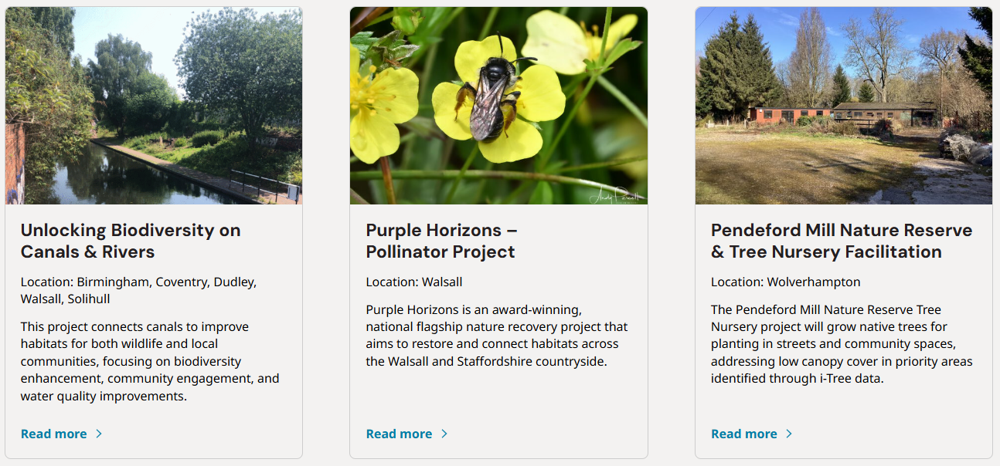 Unlocking Biodiversity on
Canals & Rivers
Location: Birmingham, Coventry, Dudley,
Walsall, Solihull
This project connects canals to improve
habitats for both wildlife and local
communities, focusing on biodiversity
enhancement, community engagement, and
water quality improvements.
Read more
Purple Horizons –
Pollinator Project
Location: Walsall
Purple Horizons is an award-winning,
national flagship nature recovery project that
aims to restore and connect habitats across
the Walsall and Staffordshire countryside.
Read more
Pendeford Mill Nature Reserve
& Tree Nursery Facilitation
Location: Wolverhampton
The Pendeford Mill Nature Reserve Tree
Nursery project will grow native trees for
planting in streets and community spaces,
addressing low canopy cover in priority areas
identified through i-Tree data.
Read more